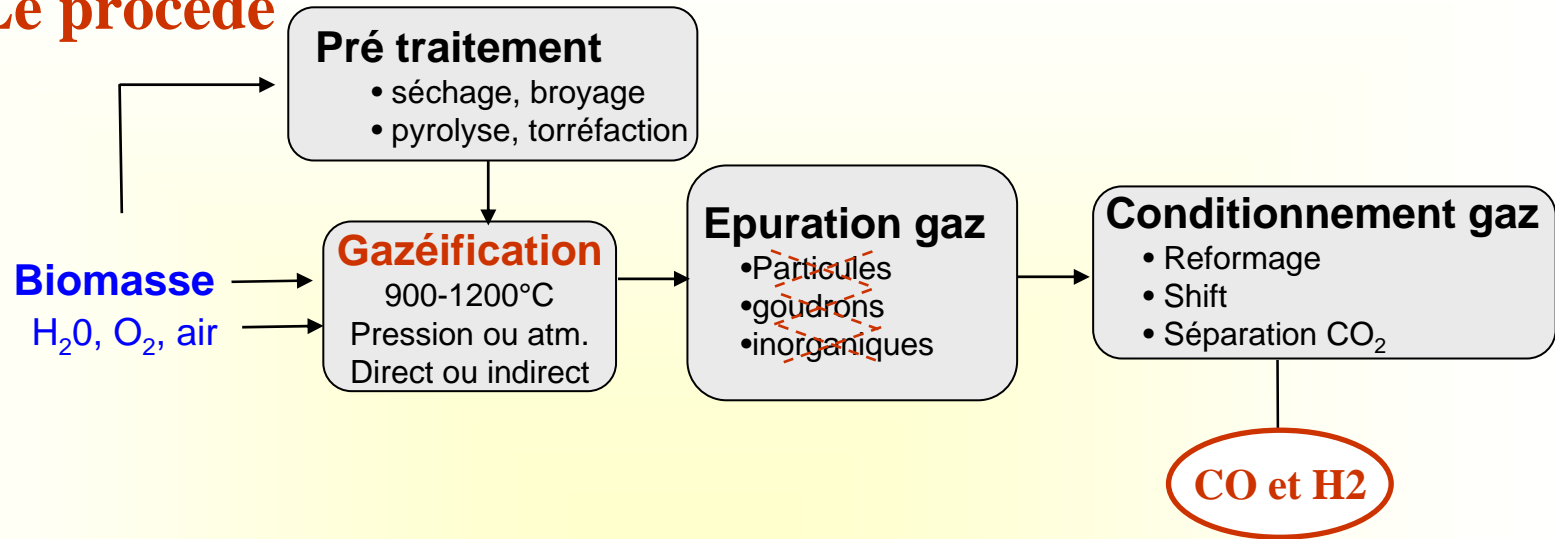 Le procédé
Pré traitement
• séchage, broyage
• pyrolyse, torréfaction
Biomasse
H₂0, O₂, air
Gazéification
900-1200°C
Pression ou atm.
Direct ou indirect
Epuration gaz
•Particules
•goudrons
•inorganiques
Conditionnement gaz
• Reformage
• Shift
• Séparation CO₂
CO et H2